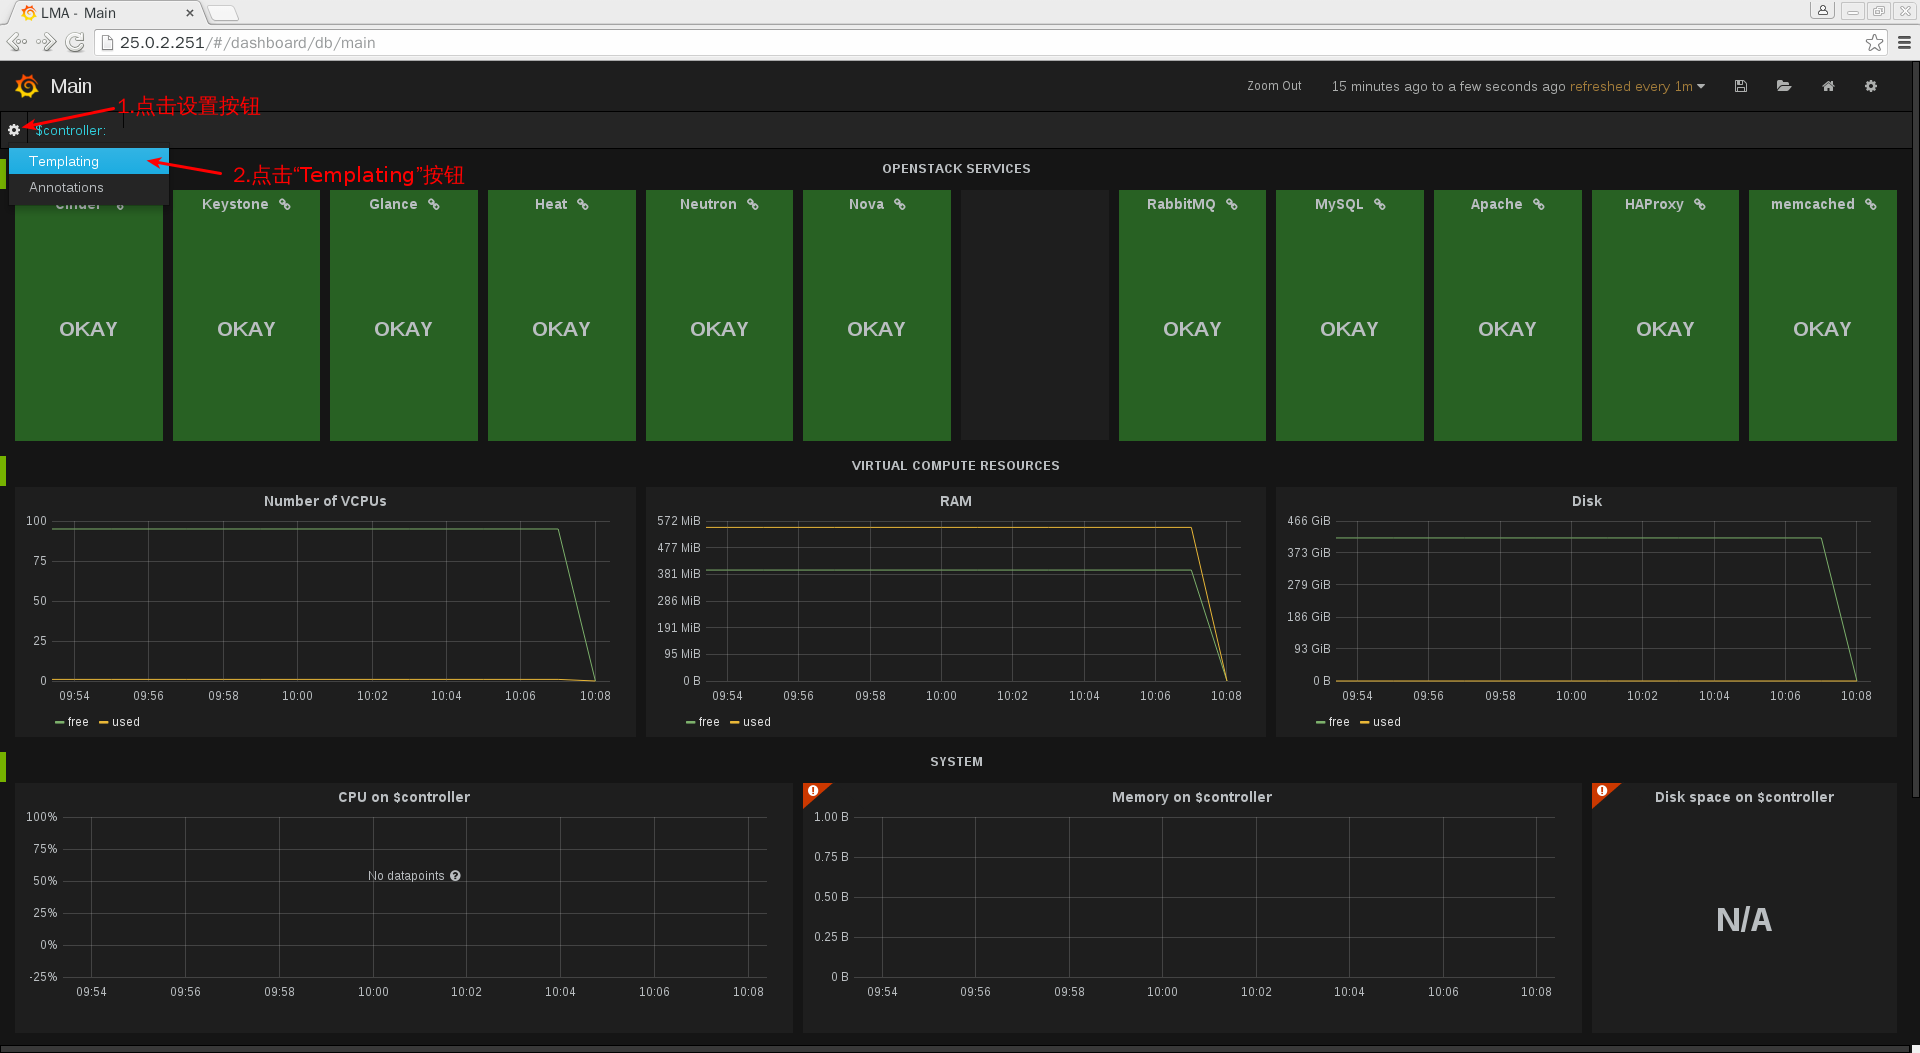 LMA - Main
25.0.2.251/#/dashboard/db/main
Main
Zoom Out
15 minutes ago to a few seconds ago refreshed every 1m
1.点击设置按钮
$controller:
Templating
2.点击“Templating”按钮
Annotations
OPENSTACK SERVICES
Cinder Keystone Glance Heat Neutron Nova RabbitMQ MySQL Apache HAProxy memcached
OKAY OKAY OKAY OKAY OKAY OKAY OKAY OKAY OKAY OKAY OKAY
VIRTUAL COMPUTE RESOURCES
Number of VCPUs
100
75
50
25
0
09:54 09:56 09:58 10:00 10:02 10:04 10:06 10:08
free used
RAM
572 MiB
477 MiB
381 MiB
286 MiB
191 MiB
95 MiB
0 B
09:54 09:56 09:58 10:00 10:02 10:04 10:06 10:08
free used
Disk
466 GiB
373 GiB
279 GiB
186 GiB
93 GiB
0 B
09:54 09:56 09:58 10:00 10:02 10:04 10:06 10:08
free used
SYSTEM
CPU on $controller
100%
75%
50%
25%
0%
-25%
No datapoints
09:54 09:56 09:58 10:00 10:02 10:04 10:06 10:08
Memory on $controller
1.00 B
0.75 B
0.50 B
0.25 B
0 B
09:54 09:56 09:58 10:00 10:02 10:04 10:06 10:08
Disk space on $controller
N/A